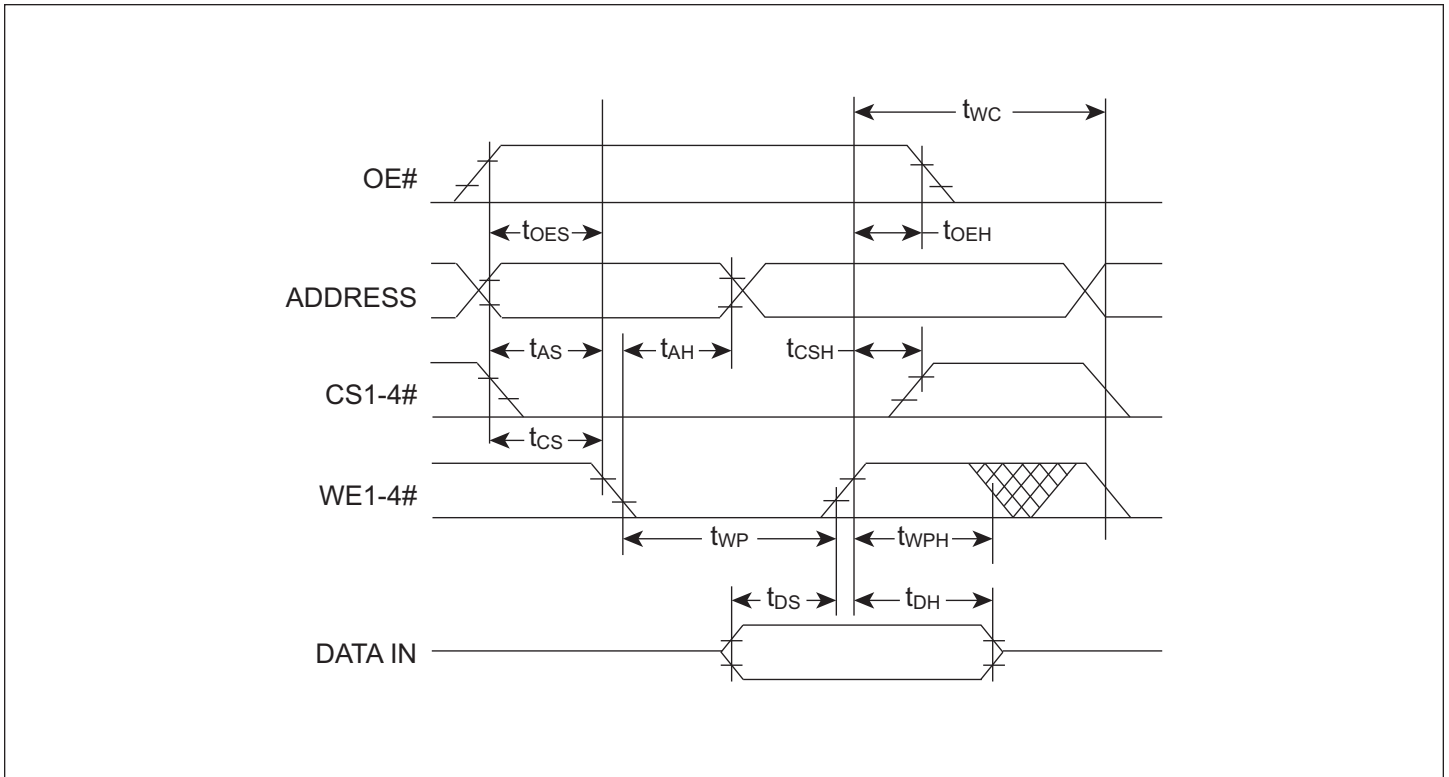 tWC
OE#
tOES
tOEH
ADDRESS
tAS
tAH
tCSH
CS1-4#
tCS
WE1-4#
tWP
tWPH
tDS
tDH
DATA IN